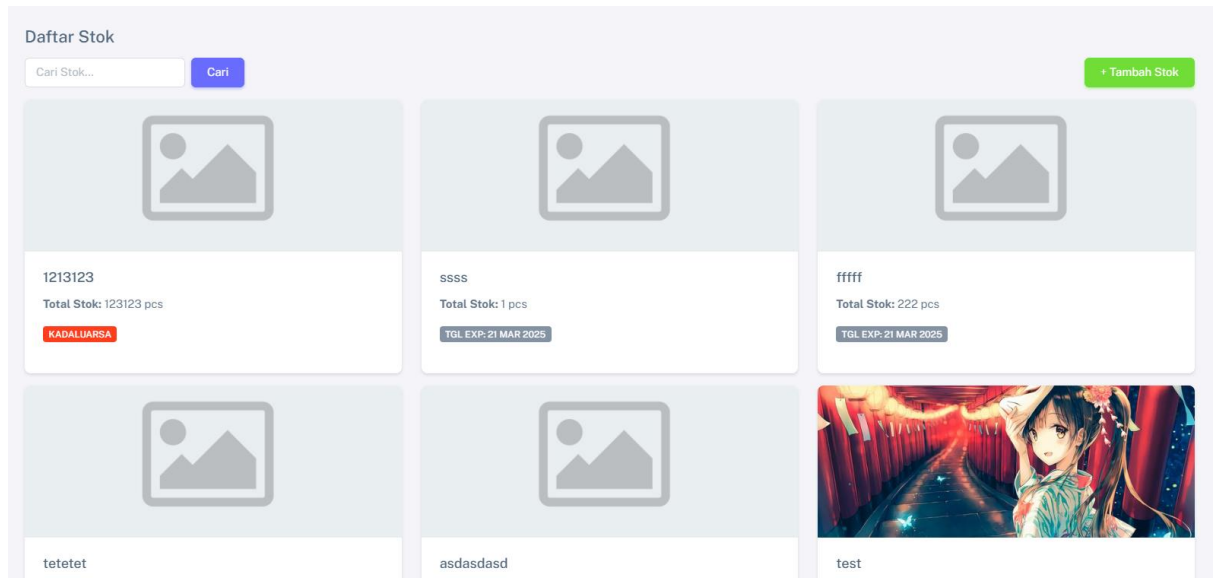 Daftar Stok
Cari Stok... Cari + Tambah Stok
1213123
Total Stok: 123123 pcs
KADALUARSA
ssss
Total Stok: 1 pcs
TGL EXP: 21 MAR 2025
fffff
Total Stok: 222 pcs
TGL EXP: 21 MAR 2025
tetetet
asdasdasd
test